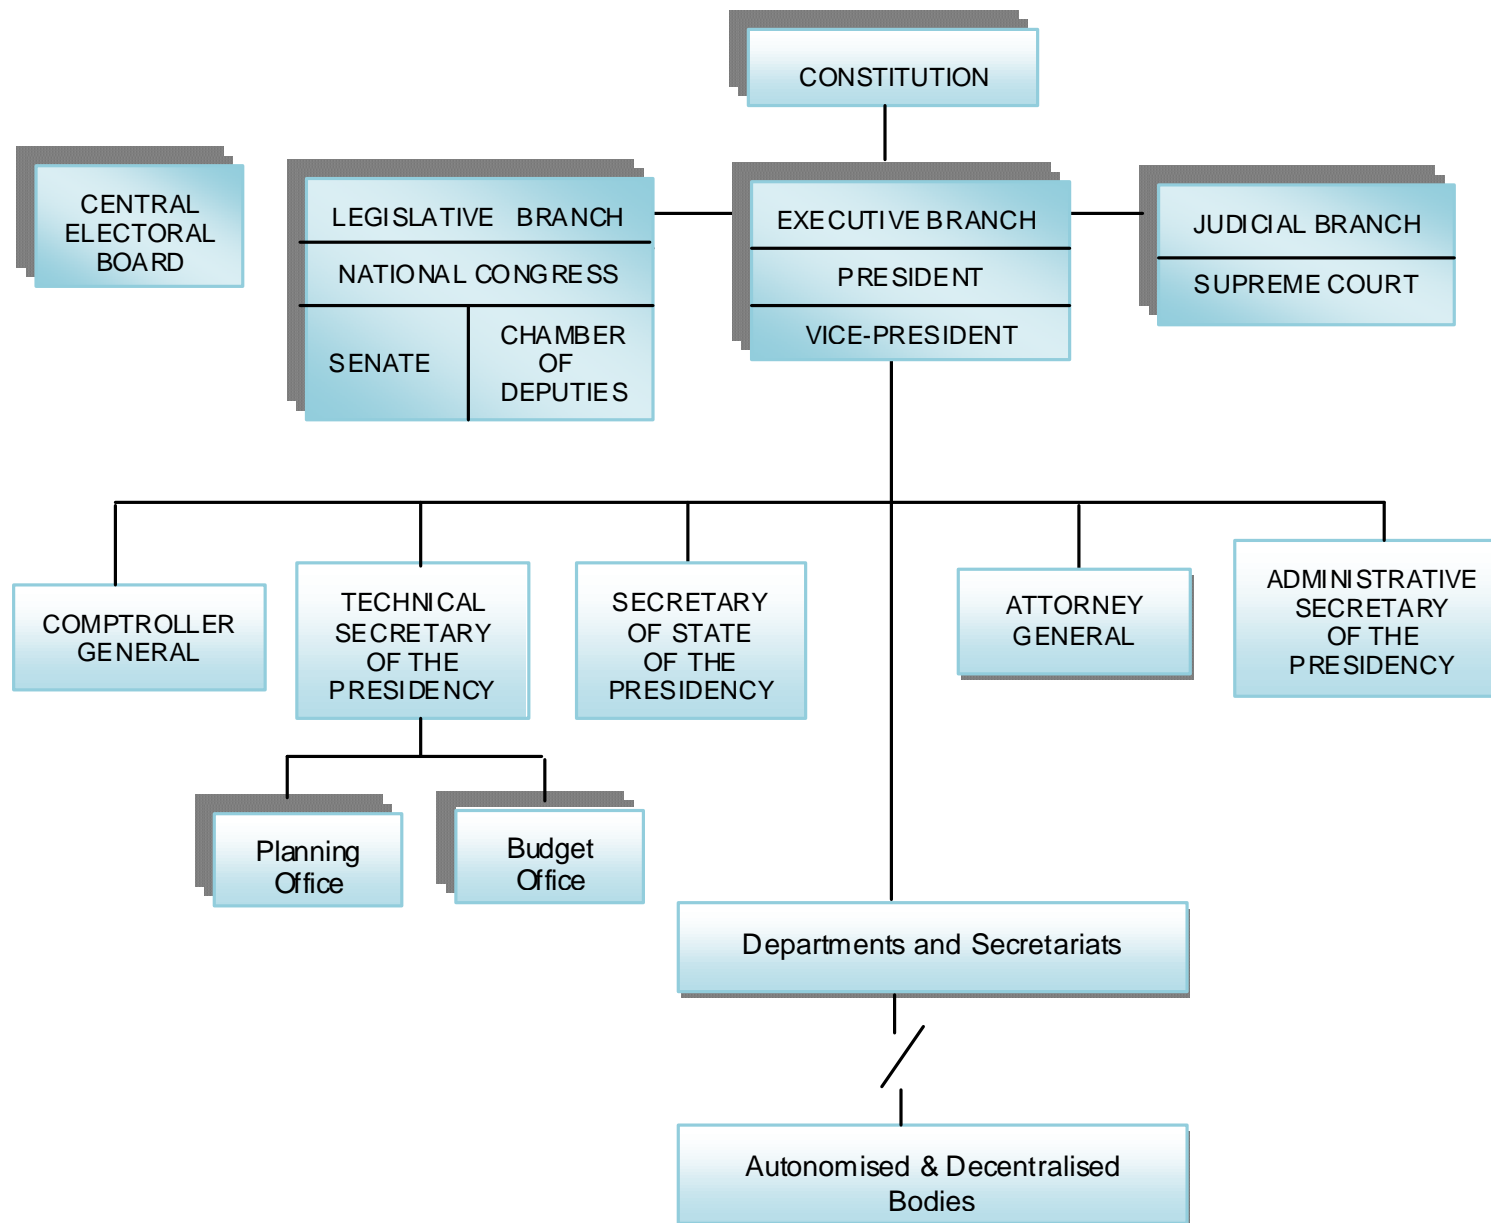 CONSTITUTION
CENTRAL
ELECTORAL
BOARD
LEGISLATIVE BRANCH
NATIONAL CONGRESS
SENATE
CHAMBER
OF
DEPUTIES
EXECUTIVE BRANCH
PRESIDENT
VICE-PRESIDENT
JUDICIAL BRANCH
SUPREME COURT
COMPTROLLER
GENERAL
TECHNICAL
SECRETARY
OF THE
PRESIDENCY
SECRETARY
OF STATE
OF THE
PRESIDENCY
ATTORNEY
GENERAL
ADMINISTRATIVE
SECRETARY
OF THE
PRESIDENCY
Planning
Office
Budget
Office
Departments and Secretariats
Autonomised & Decentralised
Bodies